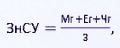 ЗнСУ = (Мг+Ег+Чг)/3,